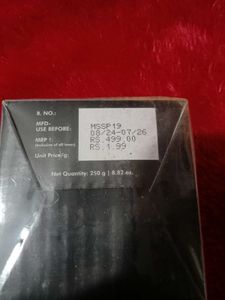 B. NO.: MSSP19
MFD-
USE BEFORE: 08/24-07/26
MRP ₹: RS.499.00
(Inclusive of all taxes)
Unit Price/g: RS.1.99
Net Quantity: 250 g | 8.82 oz.